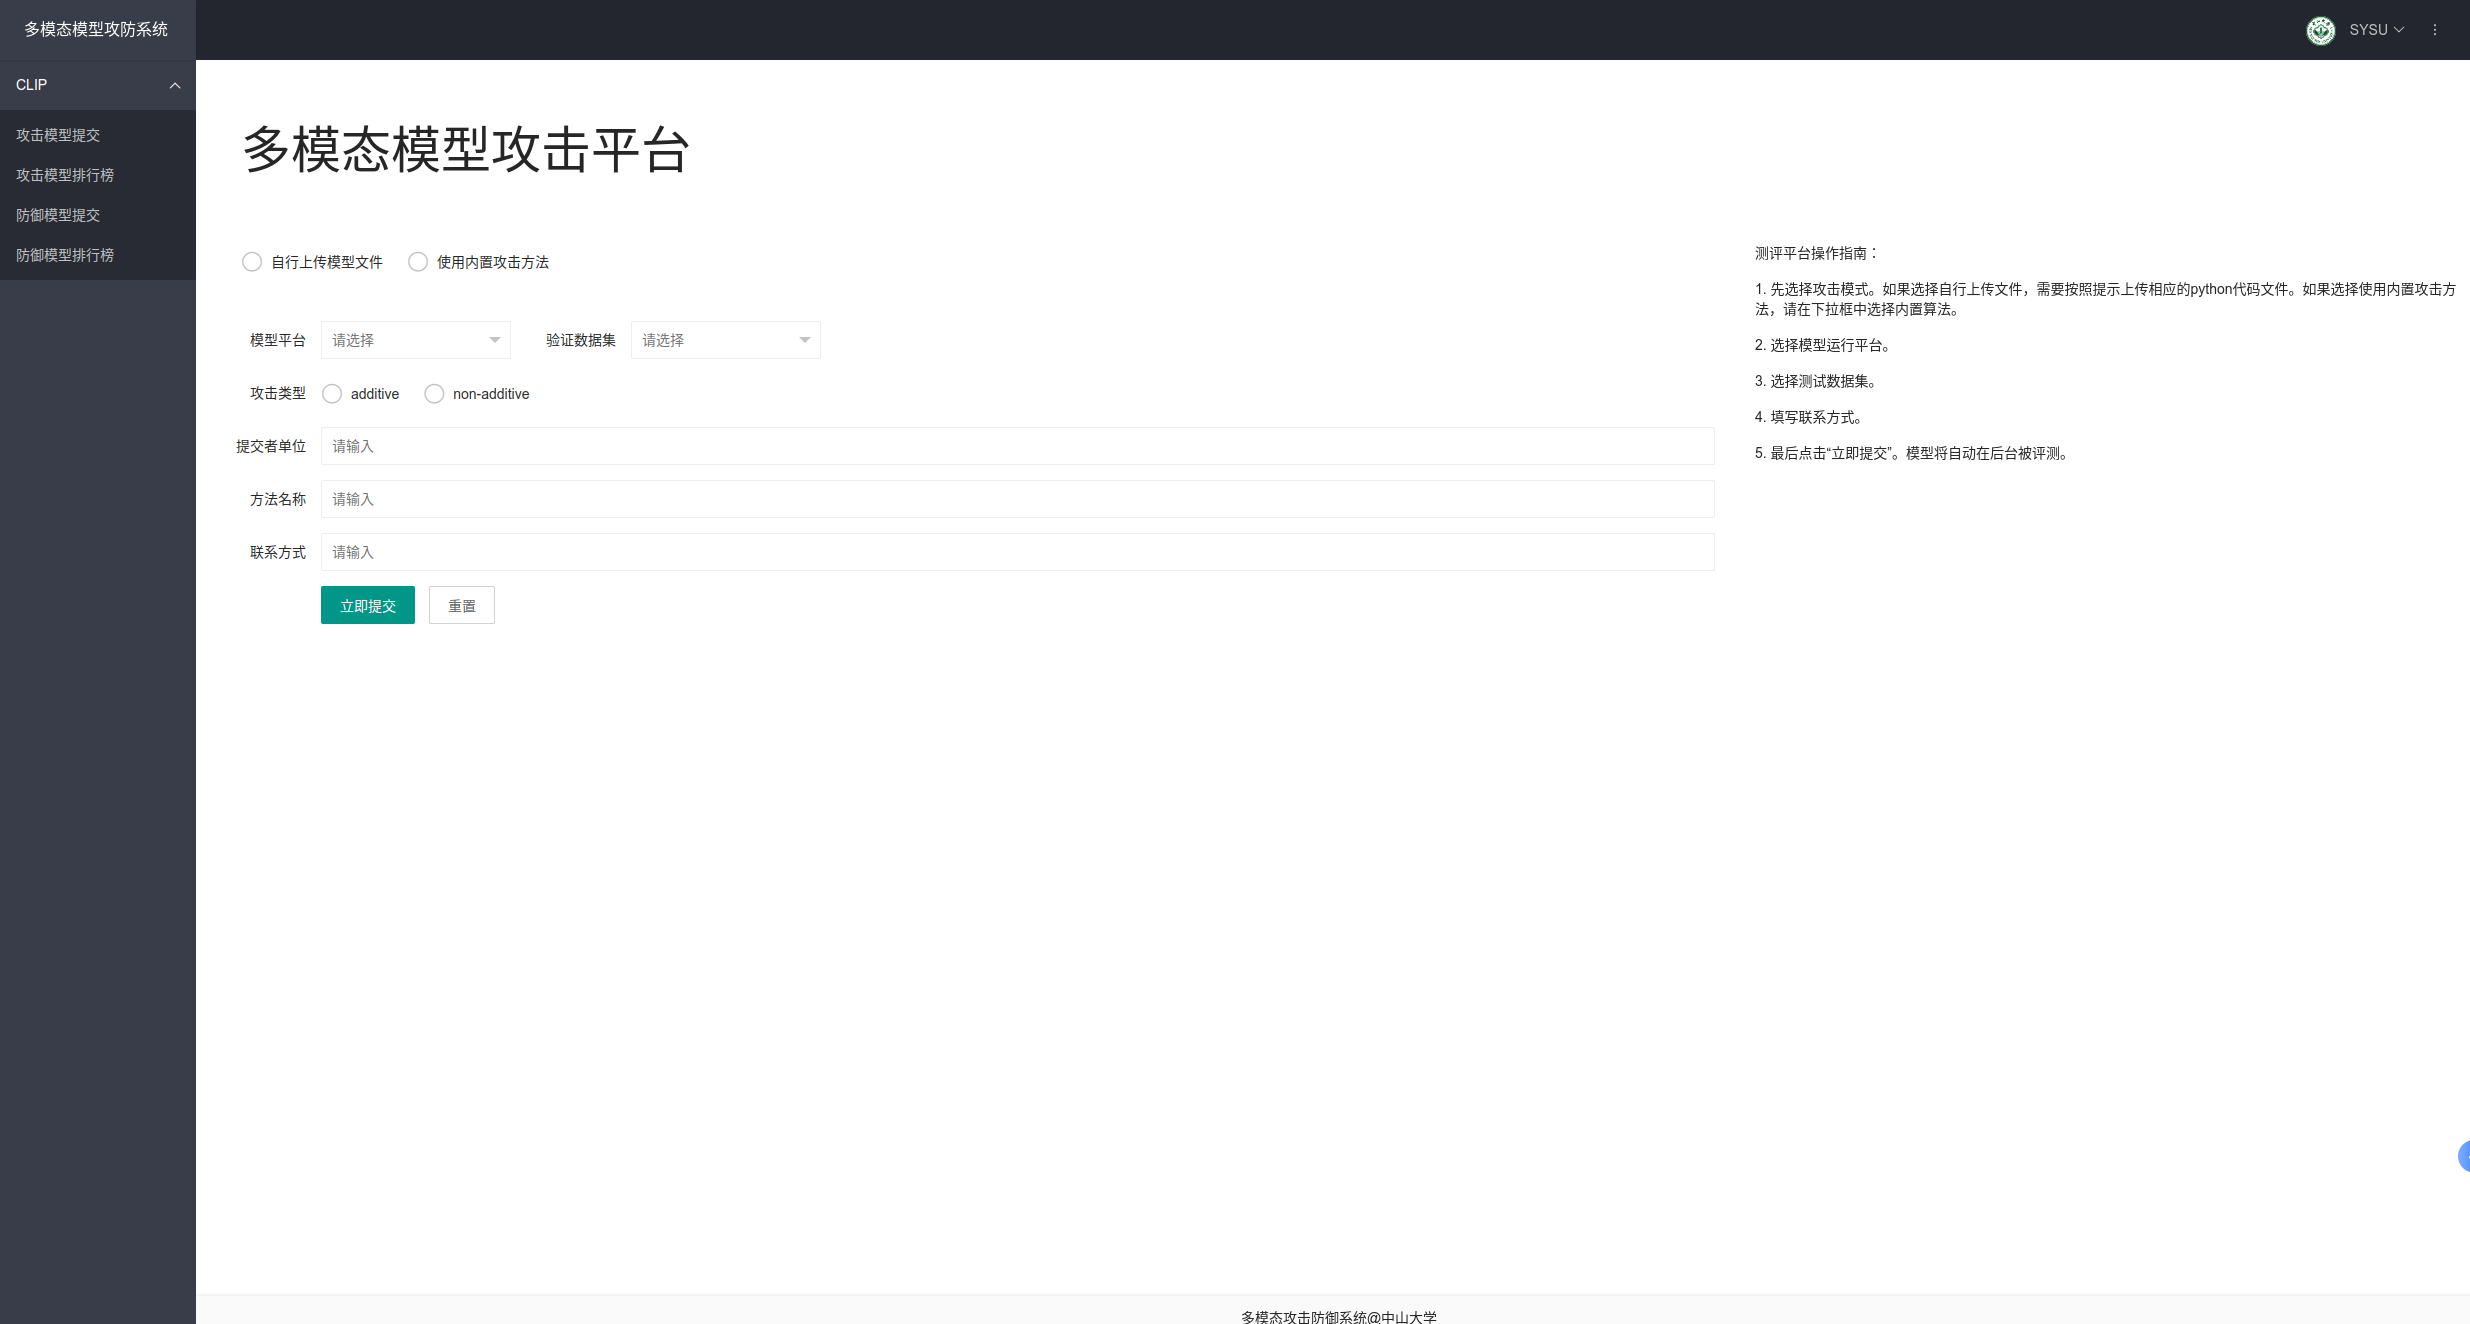 多模态模型攻防系统
SYSU
CLIP
攻击模型提交
攻击模型排行榜
防御模型提交
防御模型排行榜
多模态模型攻击平台
自行上传模型文件 使用内置攻击方法
模型平台 请选择 验证数据集 请选择
攻击类型 additive non-additive
提交者单位 请输入
方法名称 请输入
联系方式 请输入
立即提交 重置
测评平台操作指南：
1. 先选择攻击模式。如果选择自行上传文件，需要按照提示上传相应的python代码文件。如果选择使用内置攻击方
法，请在下拉框中选择内置算法。
2. 选择模型运行平台。
3. 选择测试数据集。
4. 填写联系方式。
5. 最后点击“立即提交”。模型将自动在后台被评测。
多模态攻击防御系统@中山大学